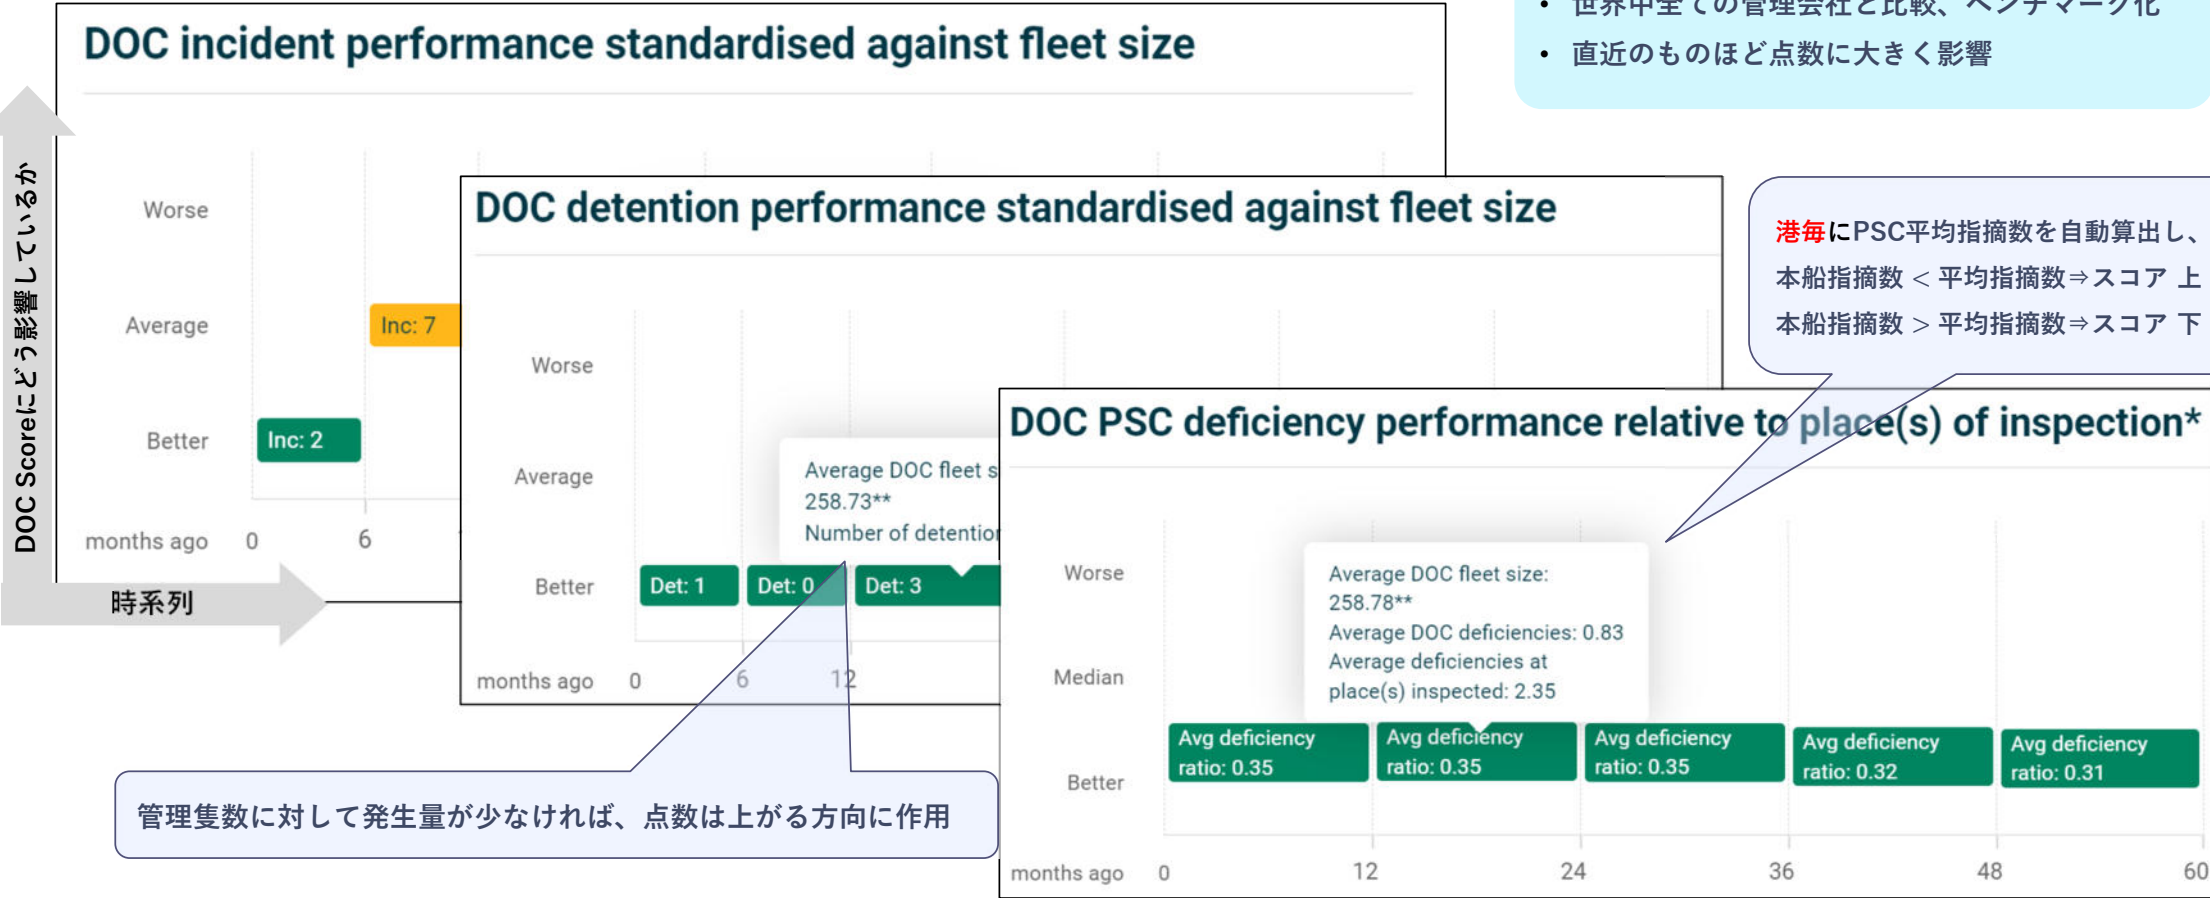 • 世界中全ての管理会社と比較、ベンチマーク化
• 直近のものほど点数に大きく影響
DOC incident performance standardised against fleet size
DOC Scoreにどう影響しているか
Worse
Average
Better
Inc: 7
Inc: 2
months ago 0 6
時系列
DOC detention performance standardised against fleet size
Worse
Average
Better
Average DOC fleet s
258.73**
Number of detention
Det: 1
Det: 0
Det: 3
months ago 0 6 12
管理隻数に対して発生量が少なければ、点数は上がる方向に作用
港毎にPSC平均指摘数を自動算出し、
本船指摘数 < 平均指摘数⇒スコア 上
本船指摘数 > 平均指摘数⇒スコア 下
DOC PSC deficiency performance relative to place(s) of inspection*
Worse
Median
Better
Average DOC fleet size:
258.78**
Average DOC deficiencies: 0.83
Average deficiencies at
place(s) inspected: 2.35
Avg deficiency
ratio: 0.35
Avg deficiency
ratio: 0.35
Avg deficiency
ratio: 0.35
Avg deficiency
ratio: 0.32
Avg deficiency
ratio: 0.31
months ago 0 12 24 36 48 60